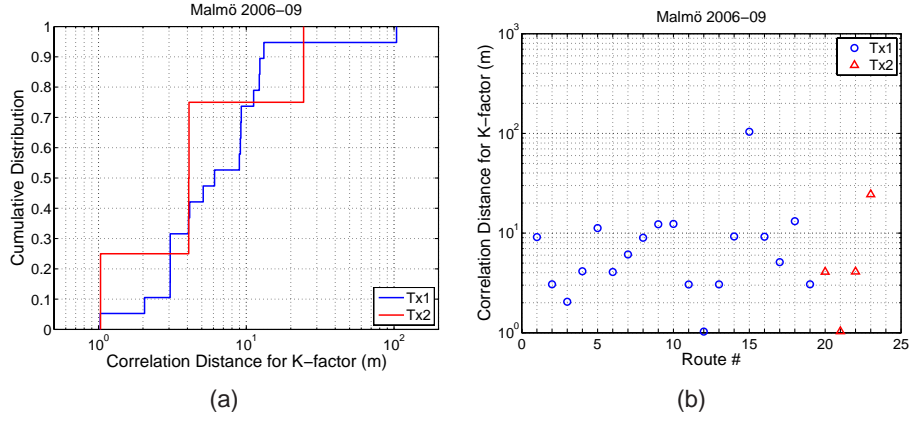 Malmö 2006−09
1
0.9
0.8
0.7
0.6
0.5
0.4
0.3
0.2
0.1
0
Cumulative Distribution
Tx1
Tx2
10^0 10^1 10^2
Correlation Distance for K−factor (m)
(a)
Malmö 2006−09
10^3
10^2
10^1
10^0
Correlation Distance for K−factor (m)
Tx1
Tx2
0 5 10 15 20 25
Route #
(b)